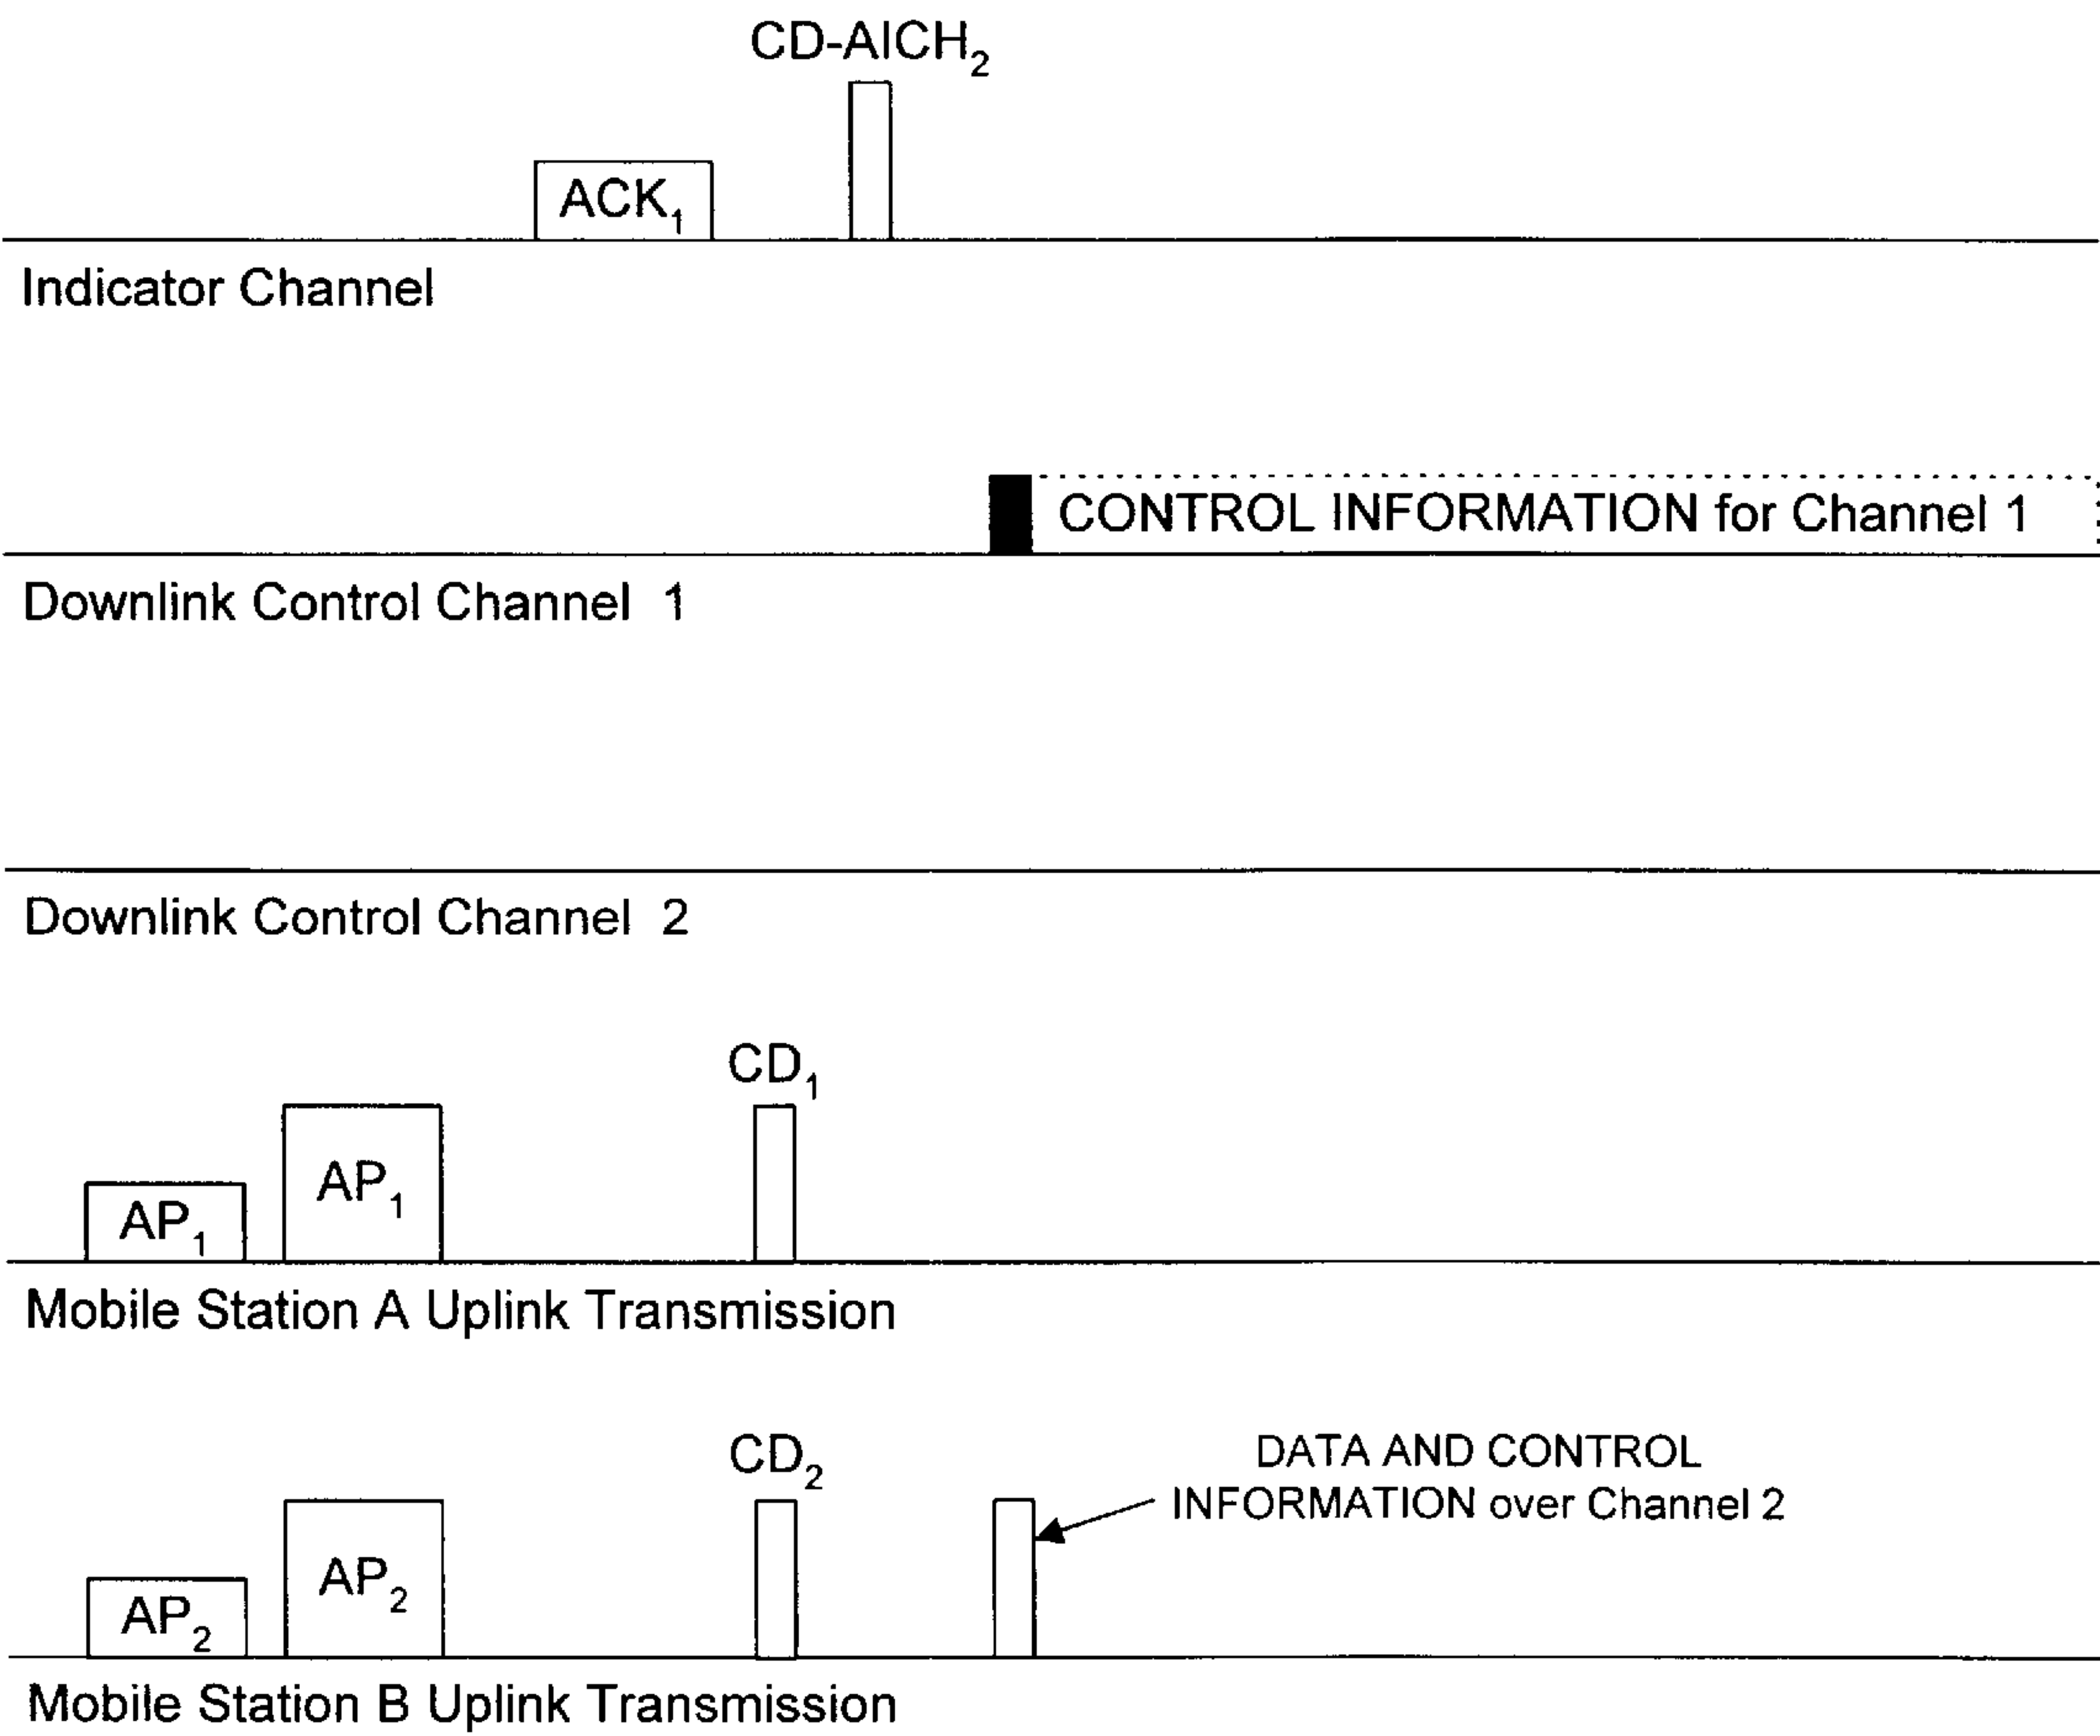 CD-AICH2
ACK1
Indicator Channel
CONTROL INFORMATION for Channel 1
Downlink Control Channel 1
Downlink Control Channel 2
CD1
AP1
AP1
Mobile Station A Uplink Transmission
CD2
DATA AND CONTROL
INFORMATION over Channel 2
AP2
AP2
Mobile Station B Uplink Transmission